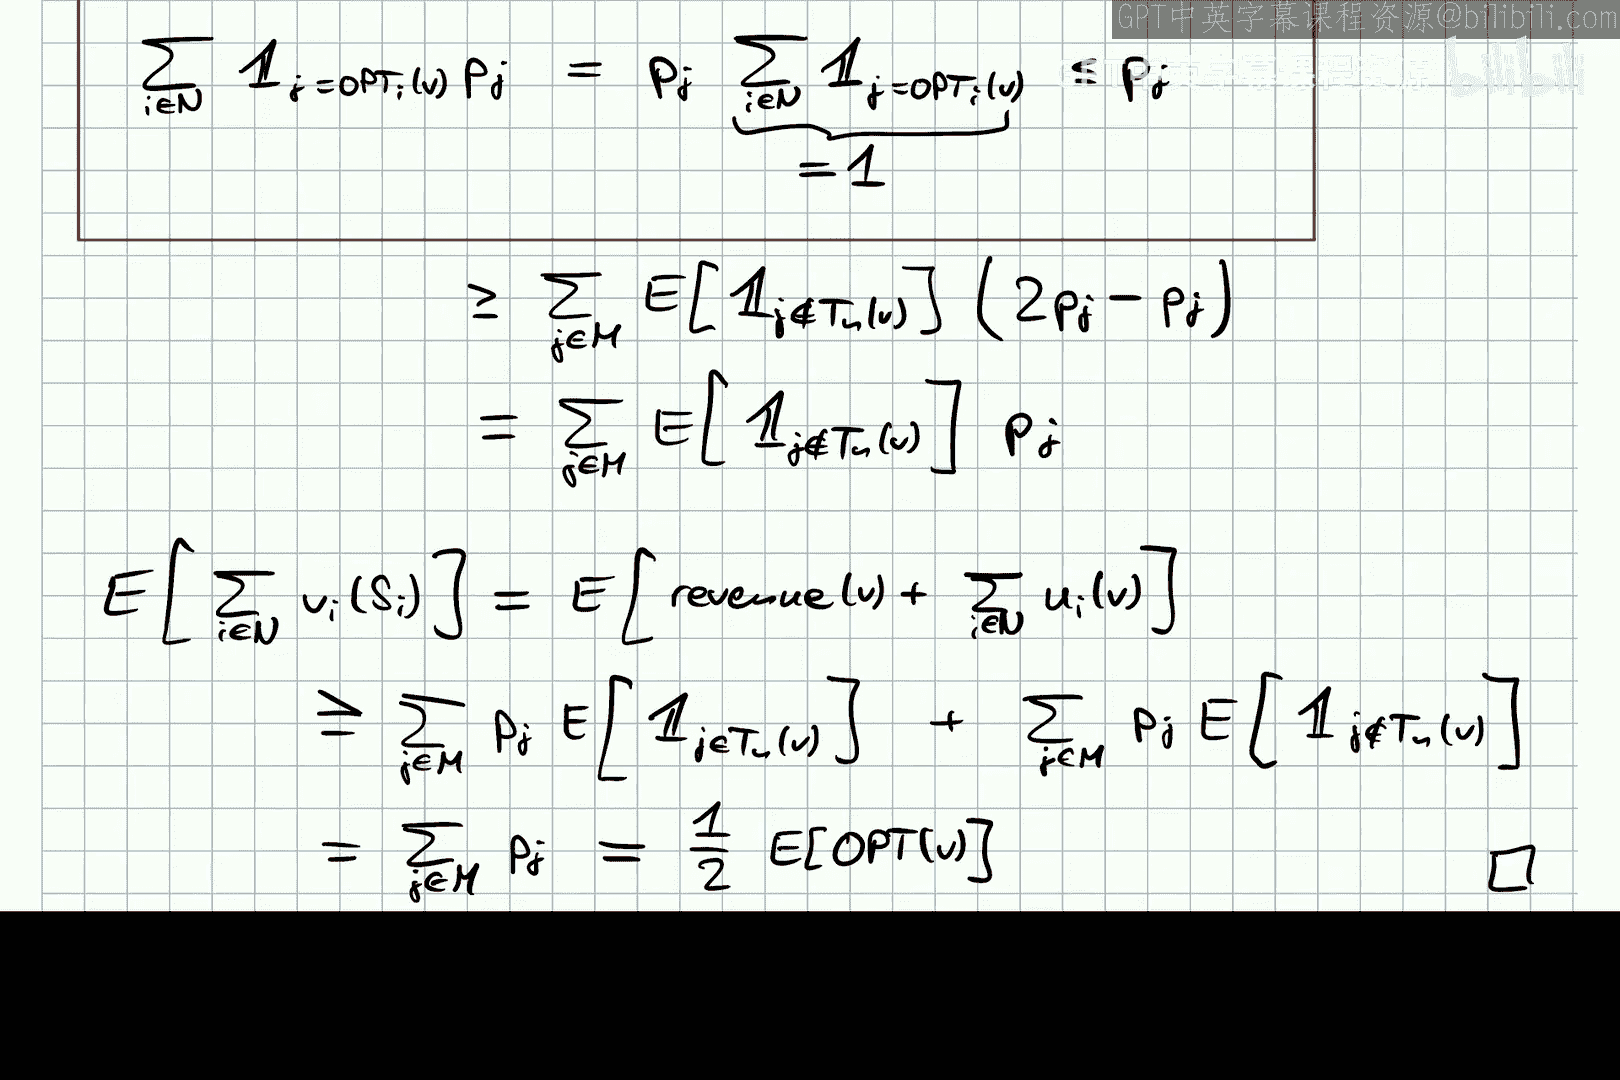 GPT中英字幕课程资源@bilibili.com
∑_{i∈N} 𝟙_{j=OPT_i(v)} p_j = p_j ∑_{i∈N} 𝟙_{j=OPT_i(v)} ≤ p_j
=1
≥ ∑_{j∈M} E[𝟙_{j∉T_n(v)}] (2p_j − p_j)
= ∑_{j∈M} E[𝟙_{j∉T_n(v)}] p_j
E[∑_{i∈N} v_i(S_i)] = E[revenue(v) + ∑_{i∈N} u_i(v)]
≥ ∑_{j∈M} p_j E[𝟙_{j∈T_n(v)}] + ∑_{j∈M} p_j E[𝟙_{j∉T_n(v)}]
= ∑_{j∈M} p_j = 1/2 E[OPT(v)] □